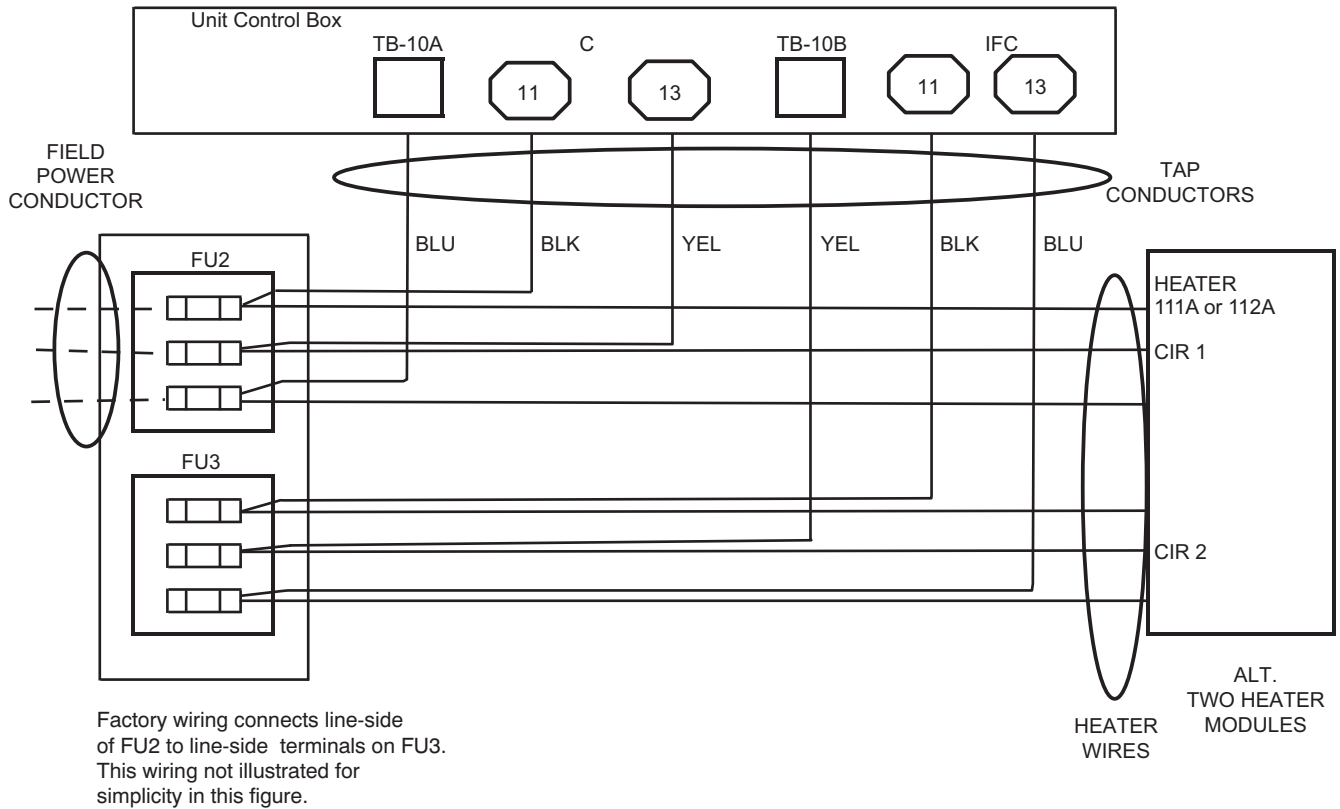 Unit Control Box
TB-10A
C
TB-10B
IFC
11
13
11
13
FIELD
POWER
CONDUCTOR
TAP
CONDUCTORS
BLU
BLK
YEL
YEL
BLK
BLU
FU2
HEATER
111A or 112A
CIR 1
FU3
CIR 2
ALT.
TWO HEATER
MODULES
HEATER
WIRES
Factory wiring connects line-side
of FU2 to line-side terminals on FU3.
This wiring not illustrated for
simplicity in this figure.